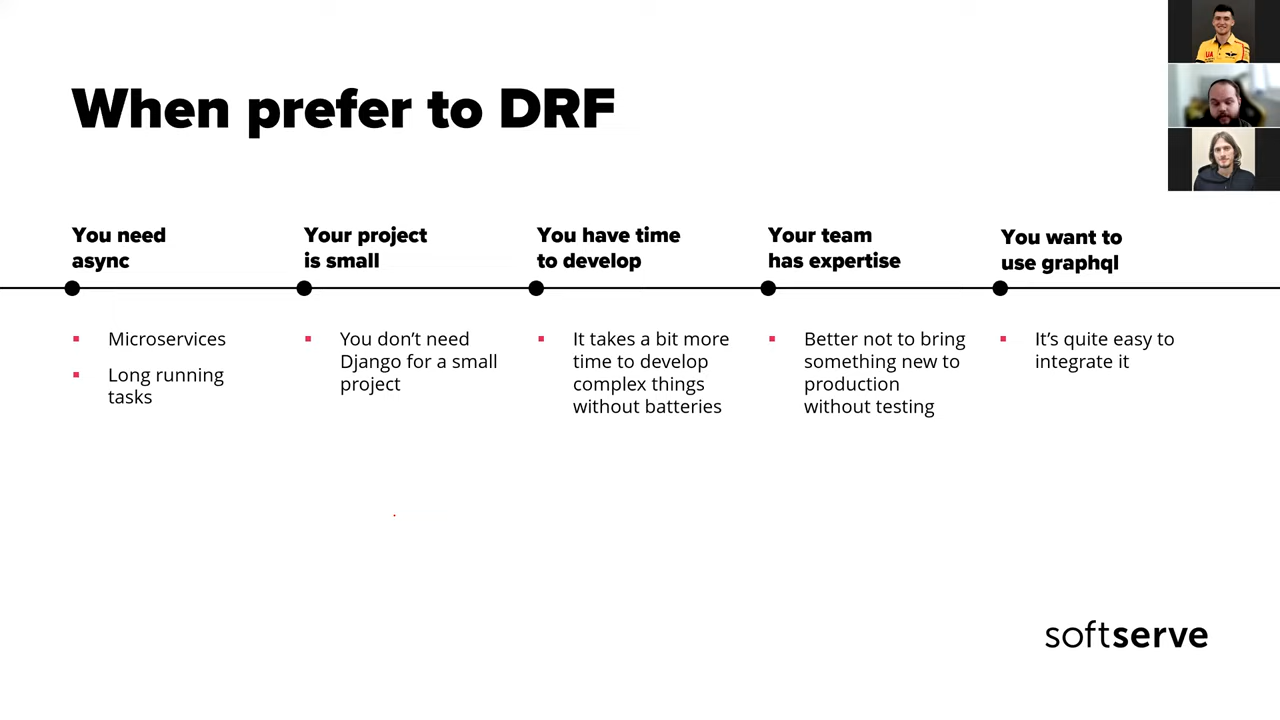 When prefer to DRF
You need
async
Your project
is small
You have time
to develop
Your team
has expertise
You want to
use graphql
Microservices
Long running
tasks
You don't need
Django for a small
project
It takes a bit more
time to develop
complex things
without batteries
Better not to bring
something new to
production
without testing
It's quite easy to
integrate it
softserve
UA